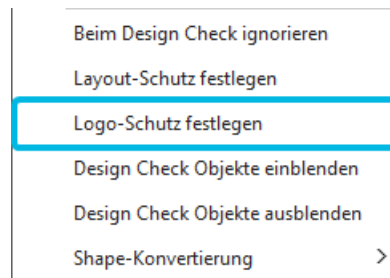 Beim Design Check ignorieren
Layout-Schutz festlegen
Logo-Schutz festlegen
Design Check Objekte einblenden
Design Check Objekte ausblenden
Shape-Konvertierung